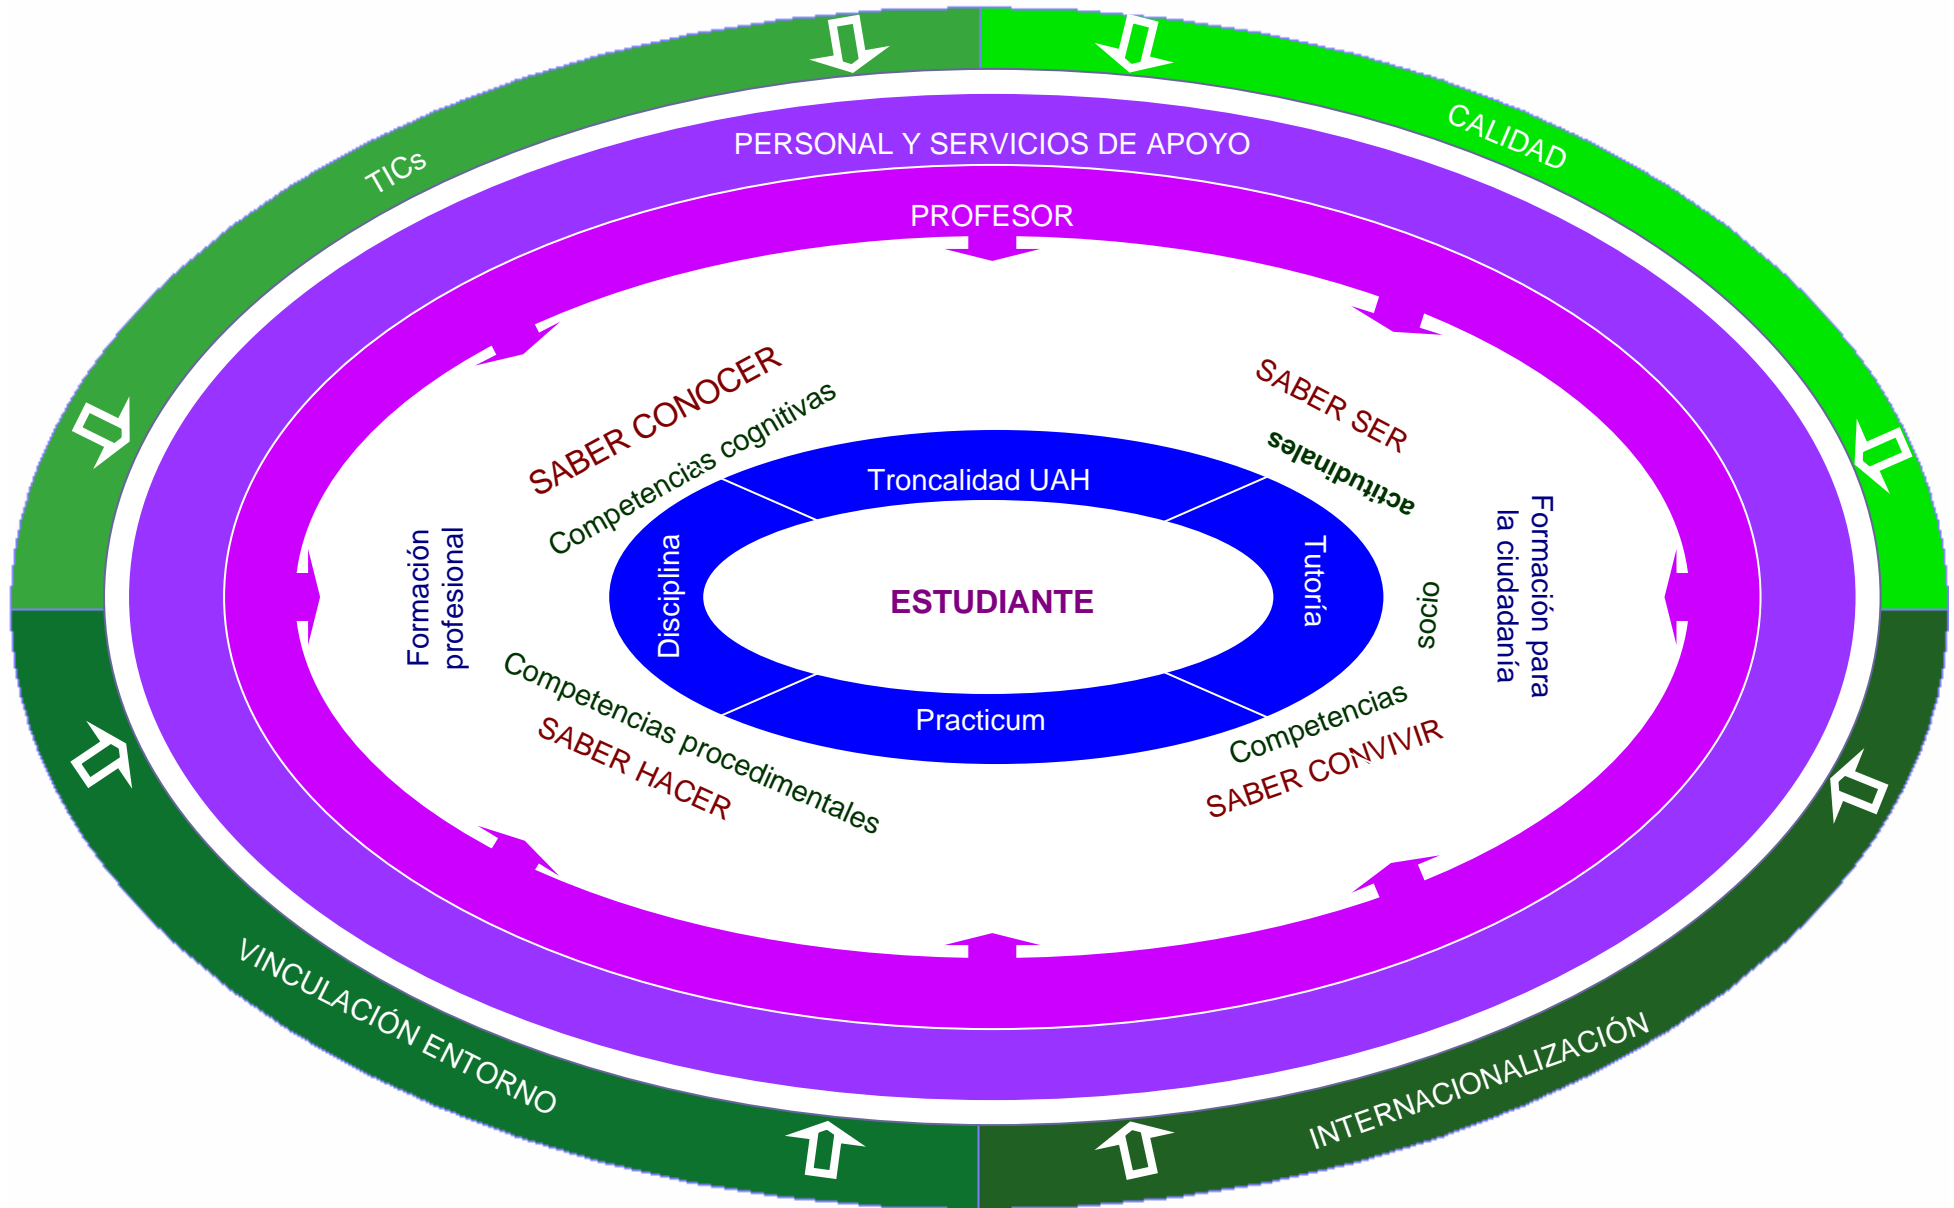 TICs
CALIDAD
PERSONAL Y SERVICIOS DE APOYO
PROFESOR
SABER CONOCER
Competencias cognitivas
SABER SER
actitudinales
Formación
profesional
Disciplina
Troncalidad UAH
ESTUDIANTE
Tutoría
Practicum
socio
Formación para
la ciudadanía
Competencias procedimentales
SABER HACER
Competencias
SABER CONVIVIR
VINCULACIÓN ENTORNO
INTERNACIONALIZACIÓN